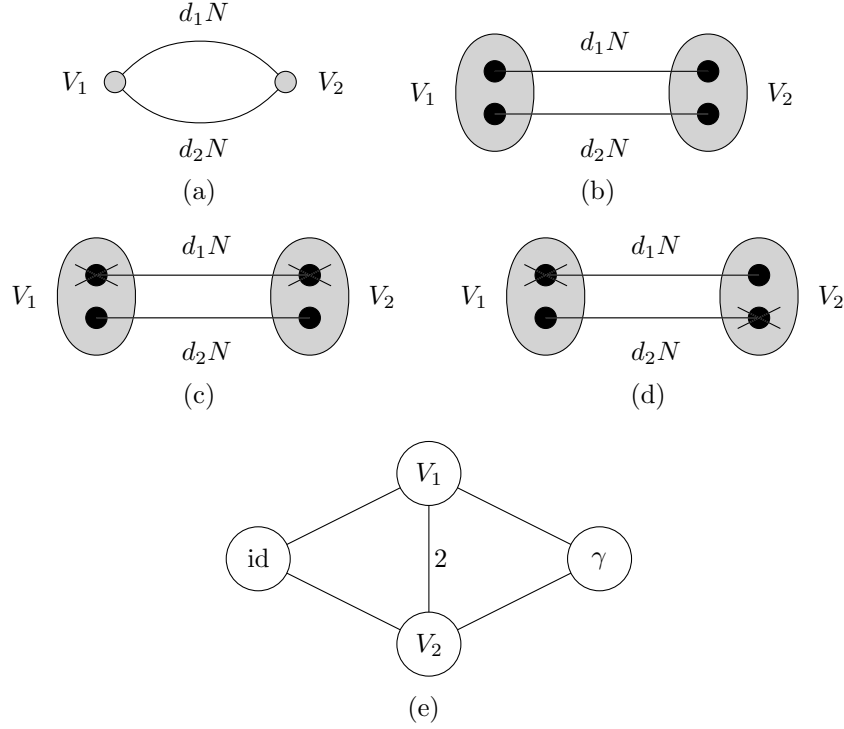 d₁N d₁N
V₁ V₂ V₁ V₂
d₂N d₂N
(a) (b)
d₁N d₁N
V₁ V₂ V₁ V₂
d₂N d₂N
(c) (d)
V₁
id 2 γ
V₂
(e)